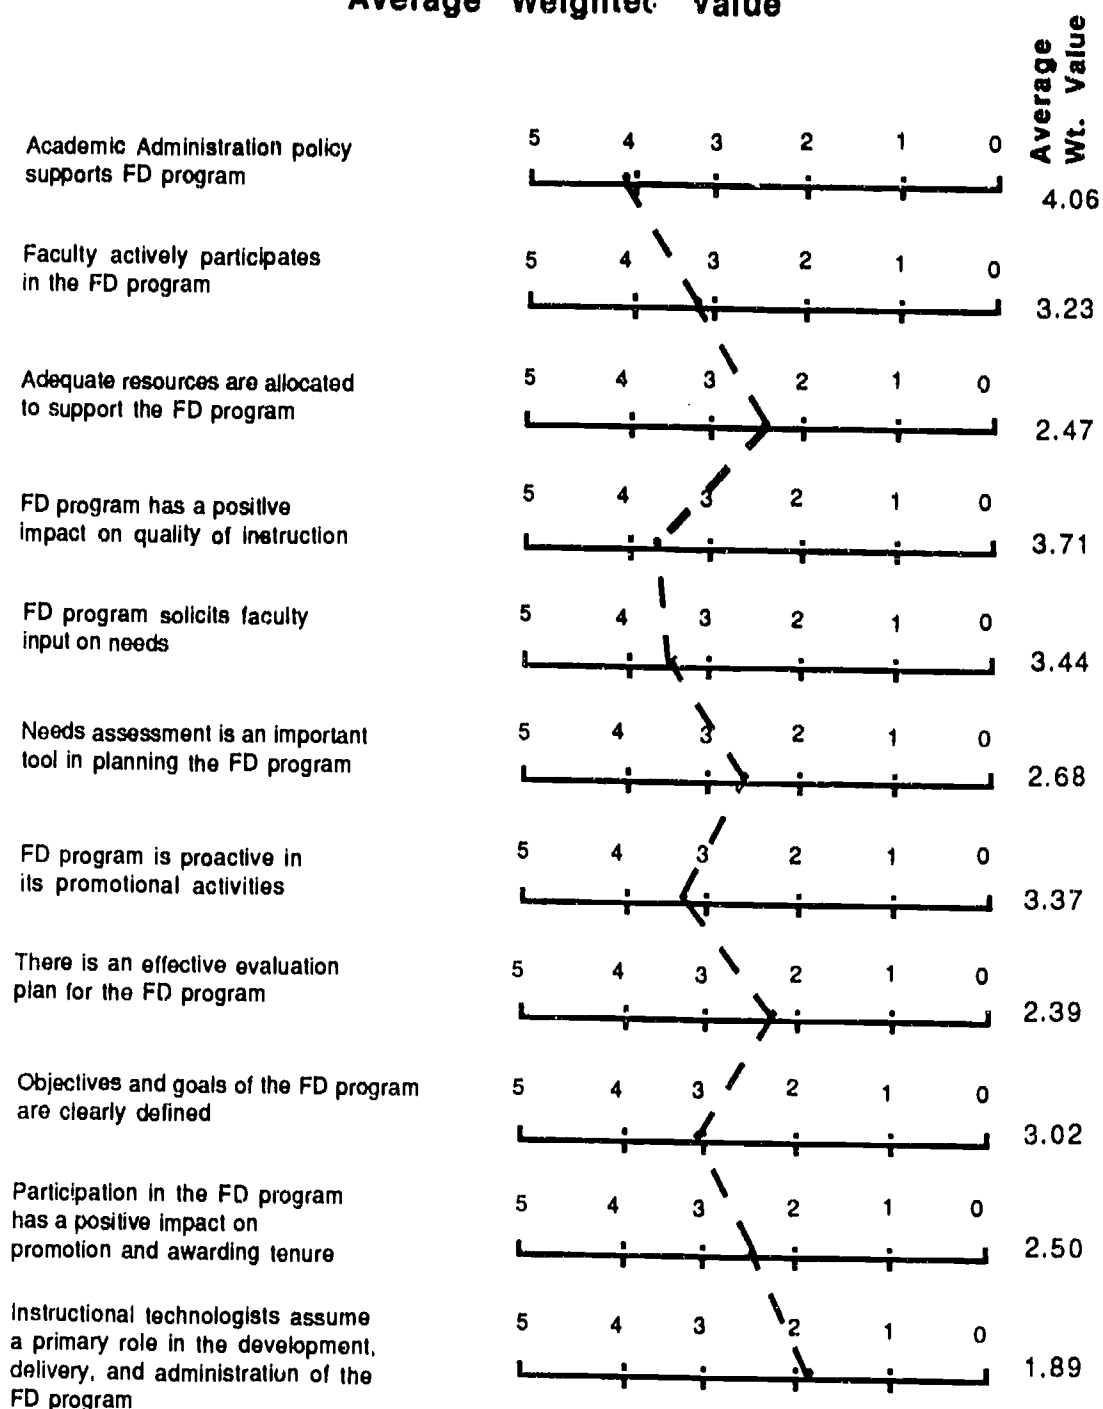 Average Weighted Value
Average
Wt. Value
Academic Administration policy
supports FD program
5 4 3 2 1 0
4.06
Faculty actively participates
in the FD program
5 4 3 2 1 0
3.23
Adequate resources are allocated
to support the FD program
5 4 3 2 1 0
2.47
FD program has a positive
impact on quality of instruction
5 4 3 2 1 0
3.71
FD program solicits faculty
input on needs
5 4 3 2 1 0
3.44
Needs assessment is an important
tool in planning the FD program
5 4 3 2 1 0
2.68
FD program is proactive in
its promotional activities
5 4 3 2 1 0
3.37
There is an effective evaluation
plan for the FD program
5 4 3 2 1 0
2.39
Objectives and goals of the FD program
are clearly defined
5 4 3 2 1 0
3.02
Participation in the FD program
has a positive impact on
promotion and awarding tenure
5 4 3 2 1 0
2.50
Instructional technologists assume
a primary role in the development,
delivery, and administration of the
FD program
5 4 3 2 1 0
1.89